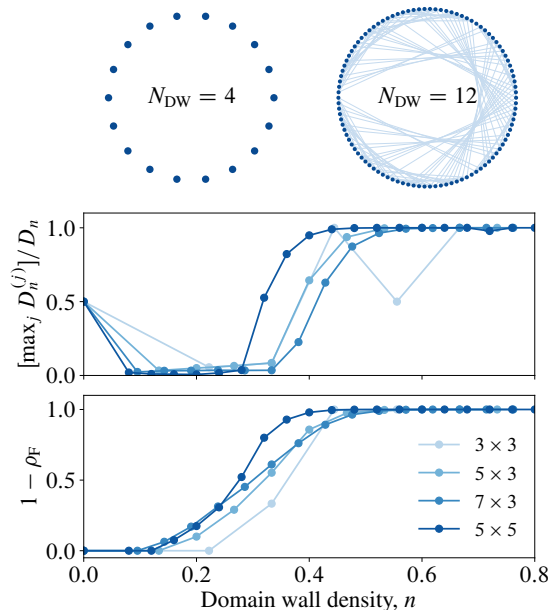 N_DW = 4
N_DW = 12
[max_j D_n^(j)]/D_n
1.0
0.5
0.0
1 − ρ_F
1.0
0.5
0.0
3 × 3
5 × 3
7 × 3
5 × 5
0.0 0.2 0.4 0.6 0.8
Domain wall density, n